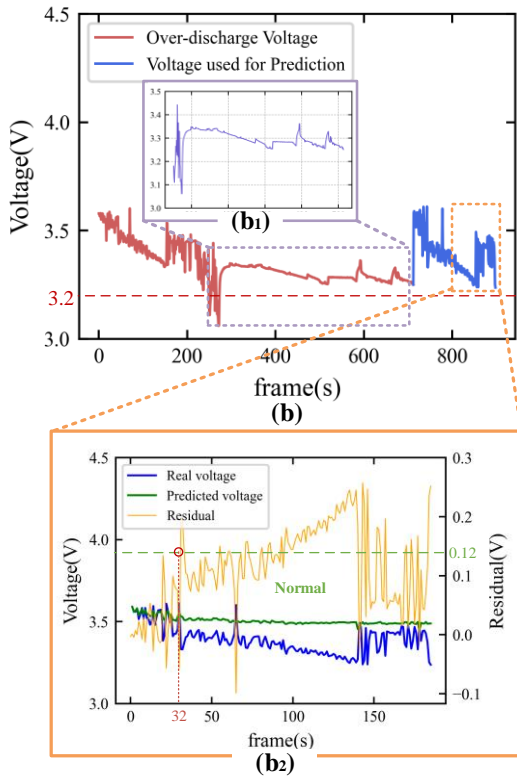 4.5
Over-discharge Voltage
Voltage used for Prediction
4.0
3.5
3.2
3.0
Voltage(V)
3.5
3.4
3.3
3.2
3.1
3.0
(b1)
0 200 400 600 800
frame(s)
(b)
4.5
4.0
3.5
3.0
Voltage(V)
Real voltage
Predicted voltage
Residual
Normal
0.3
0.2
0.12
0.1
0.0
−0.1
Residual(V)
0 32 50 100 150
frame(s)
(b2)